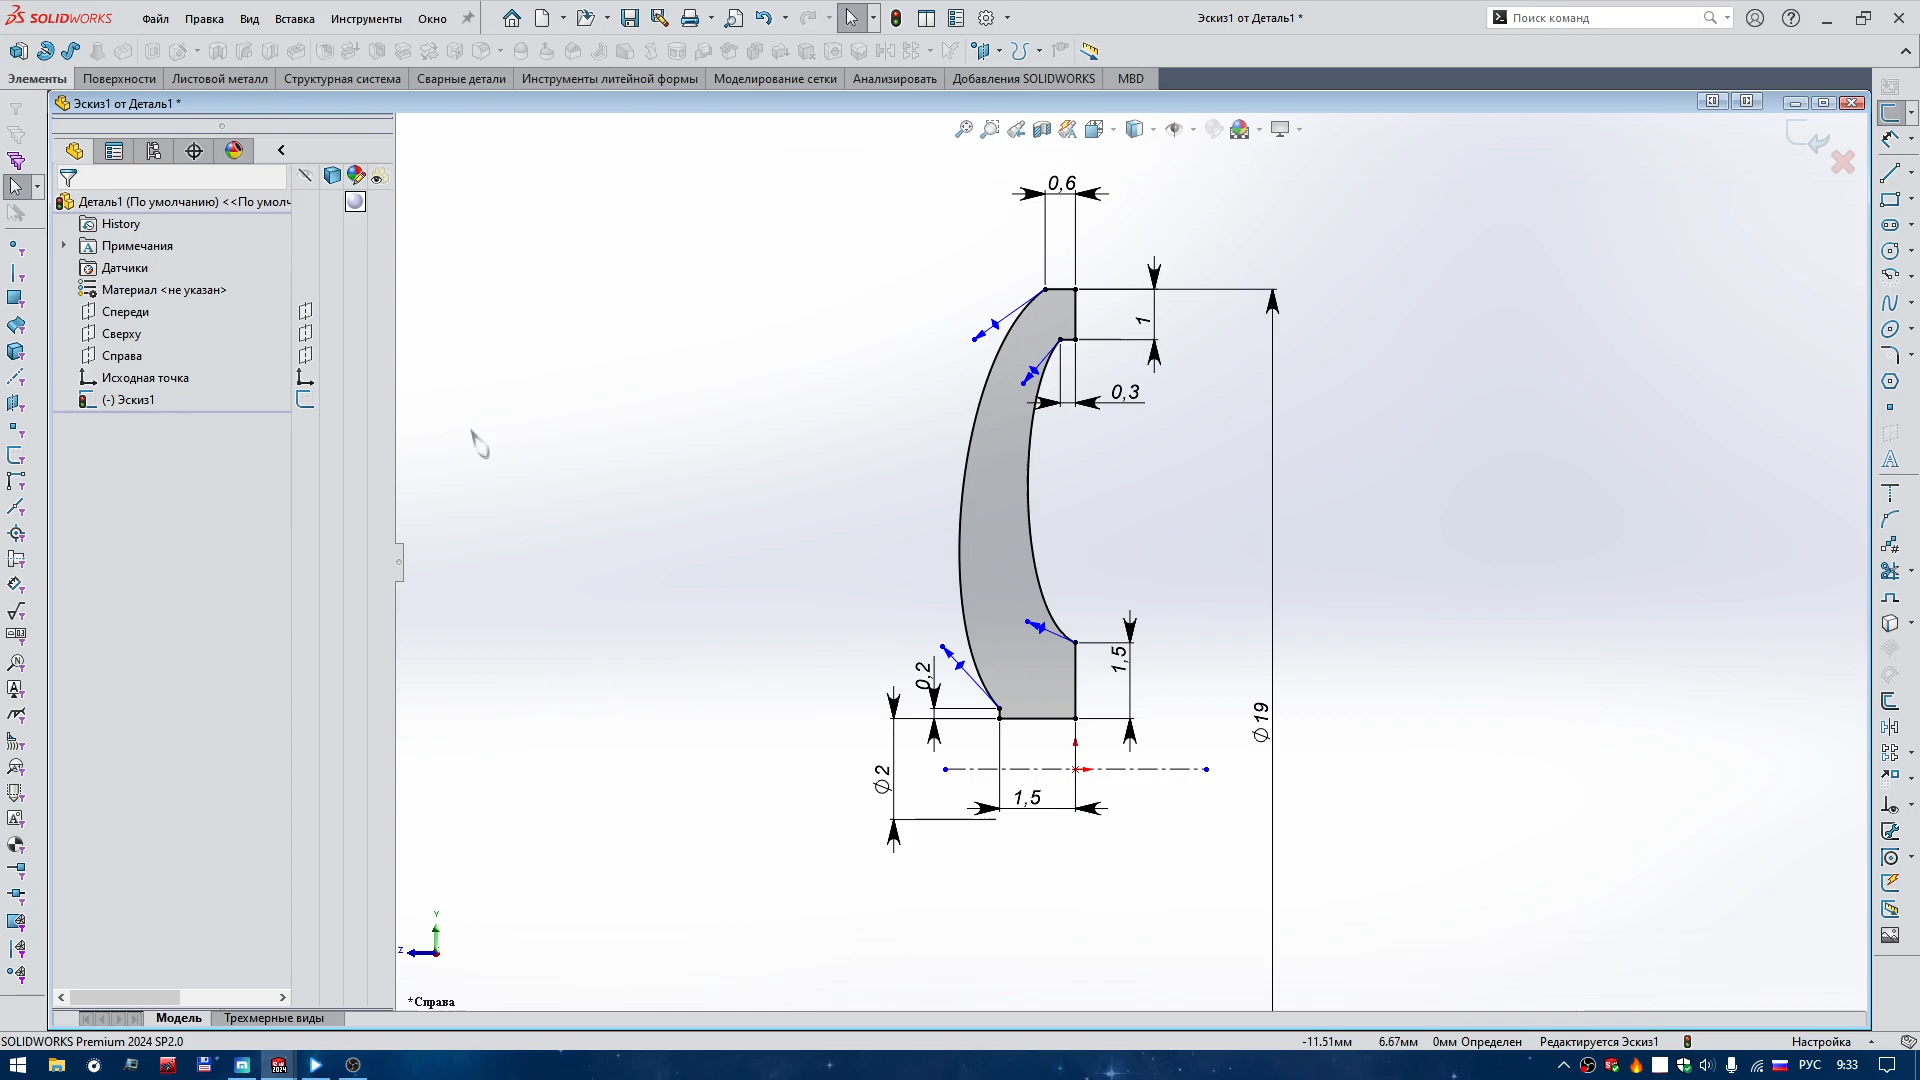 SOLIDWORKS
Файл Правка Вид Вставка Инструменты Окно
Эскиз1 от Деталь1 *
Поиск команд
Элементы Поверхности Листовой металл Структурная система Сварные детали Инструменты литейной формы Моделирование сетки Анализировать Добавления SOLIDWORKS MBD
Эскиз1 от Деталь1 *
Деталь1 (По умолчанию) <<По умолч
History
Примечания
Датчики
Материал <не указан>
Спереди
Сверху
Справа
Исходная точка
(-) Эскиз1
0,6
1
0,3
1,5
0,2
∅19
∅2
1,5
Y
Z
*Справа
Модель Трехмерные виды
SOLIDWORKS Premium 2024 SP2.0
-11.51мм 6.67мм 0мм Определен Редактируется Эскиз1 Настройка
РУС 9:33